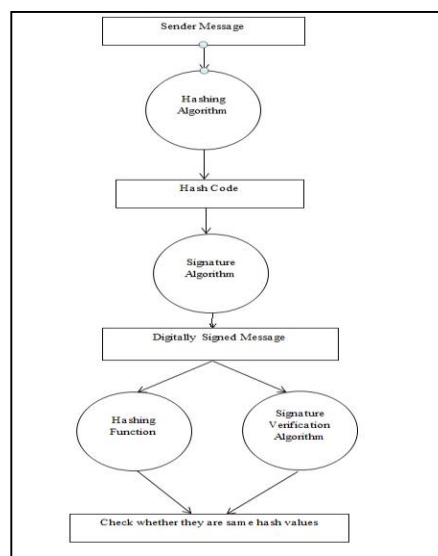 Sender Message
Hashing
Algorithm
Hash Code
Signature
Algorithm
Digitally Signed Message
Hashing
Function
Signature
Verification
Algorithm
Check whether they are same hash values